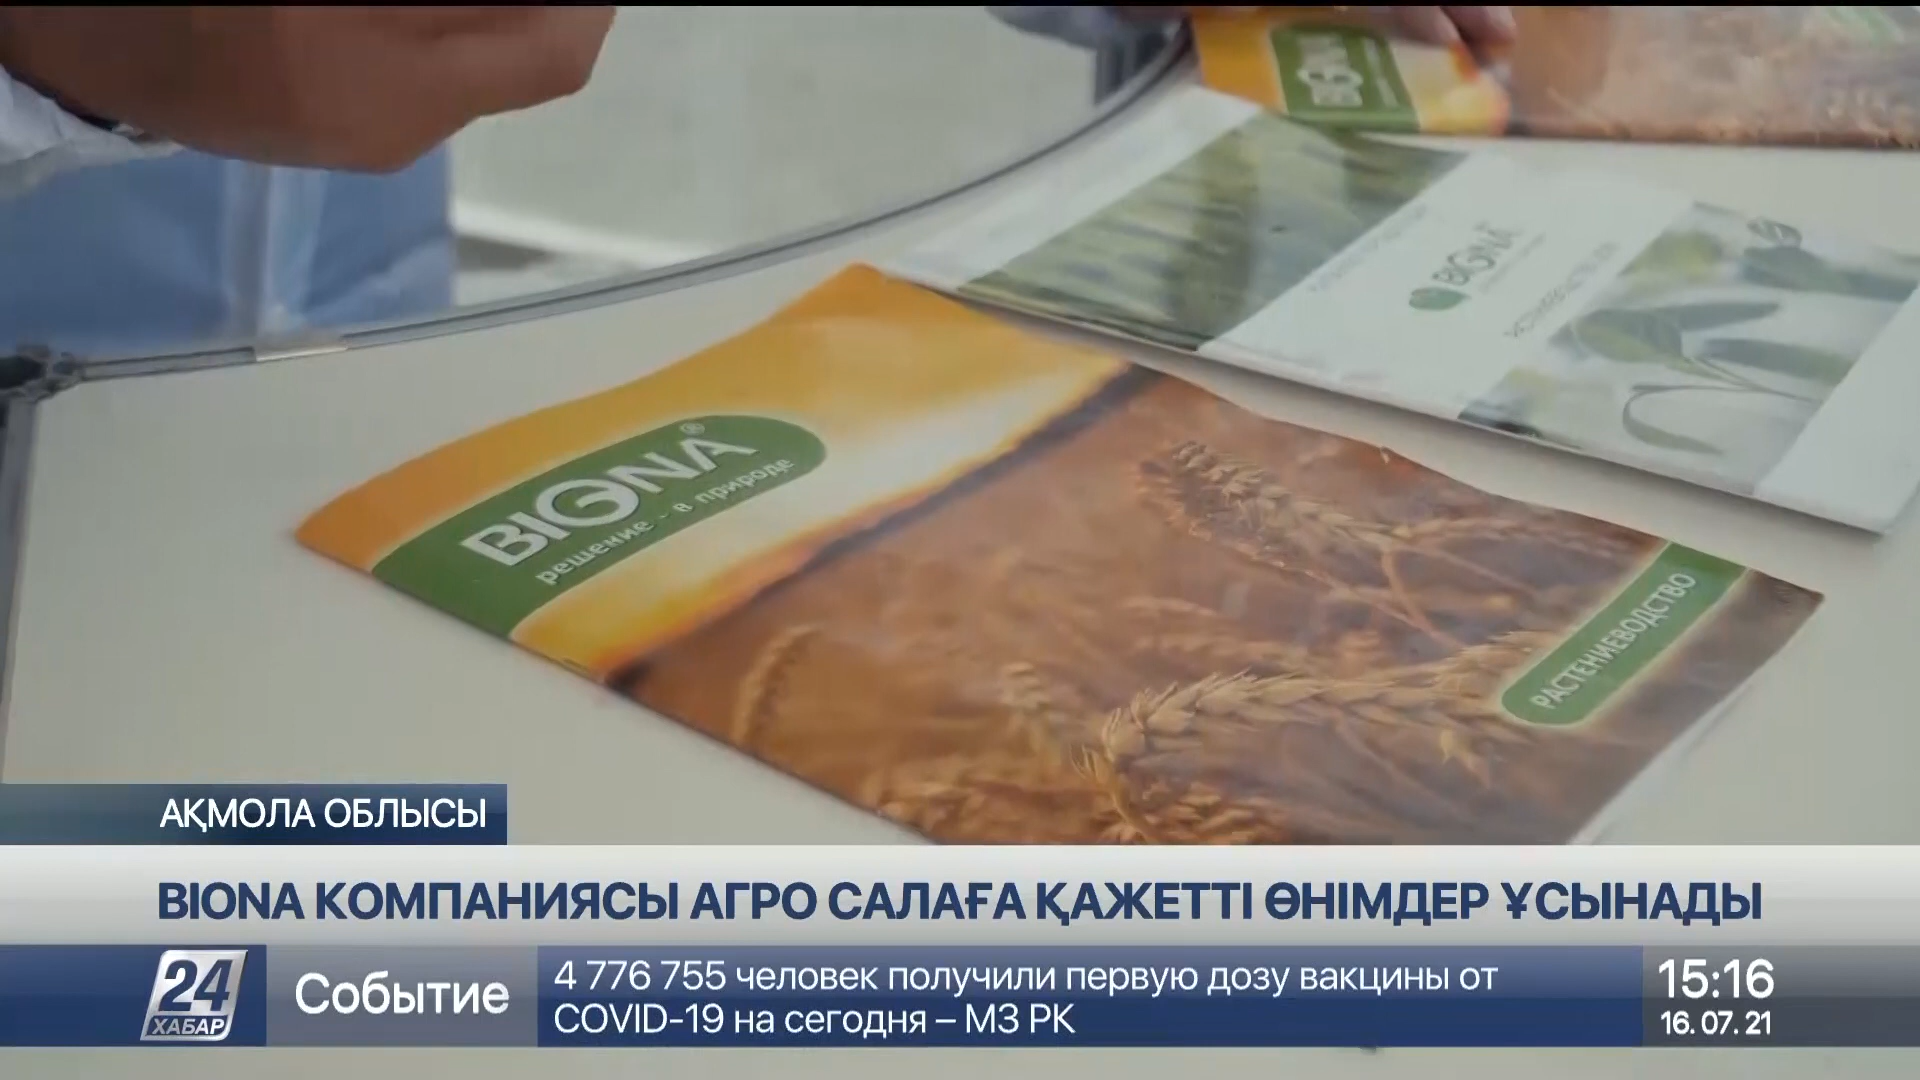 BIONA
BIONA®
решение - в природе
BIONA
РАСТЕНИЕВОДСТВО
АҚМОЛА ОБЛЫСЫ
BIONA КОМПАНИЯСЫ АГРО САЛАҒА ҚАЖЕТТІ ӨНІМДЕР ҰСЫНАДЫ
24
ХАБАР
Событие
4 776 755 человек получили первую дозу вакцины от
COVID-19 на сегодня – МЗ РК
15:16
16. 07. 21